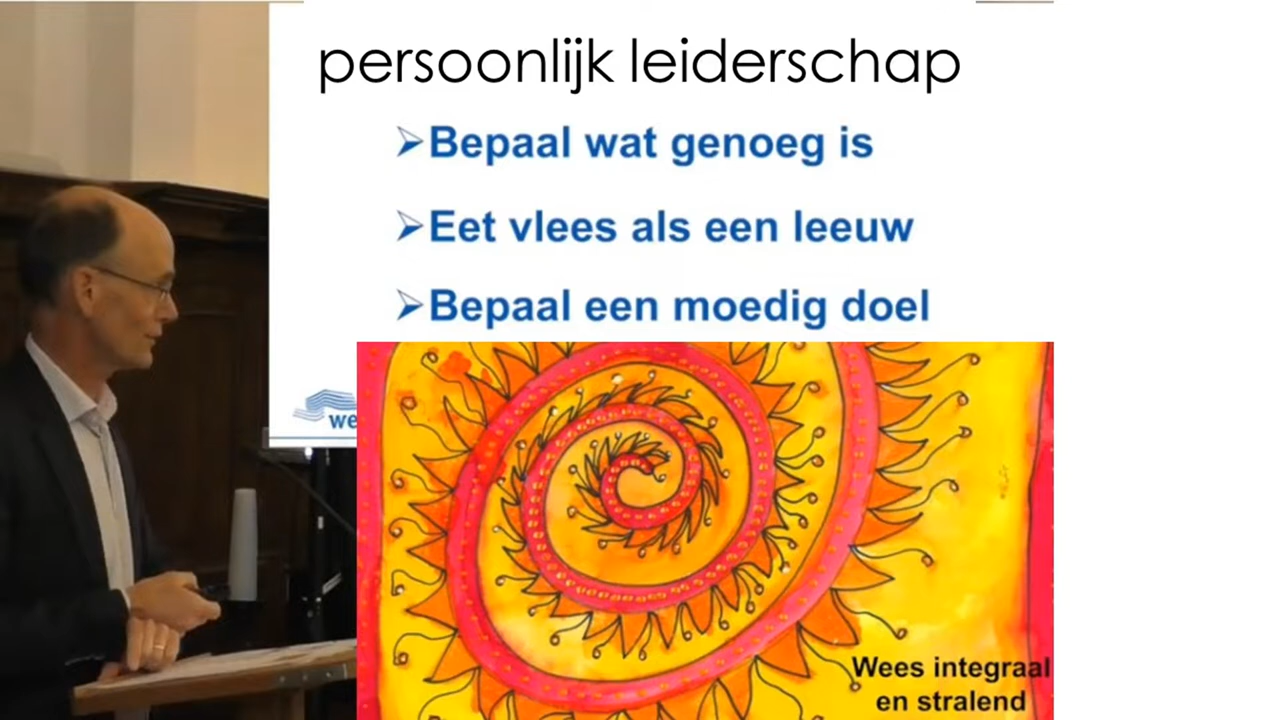 persoonlijk leiderschap
➢Bepaal wat genoeg is
➢Eet vlees als een leeuw
➢Bepaal een moedig doel
we
Wees integraal
en stralend